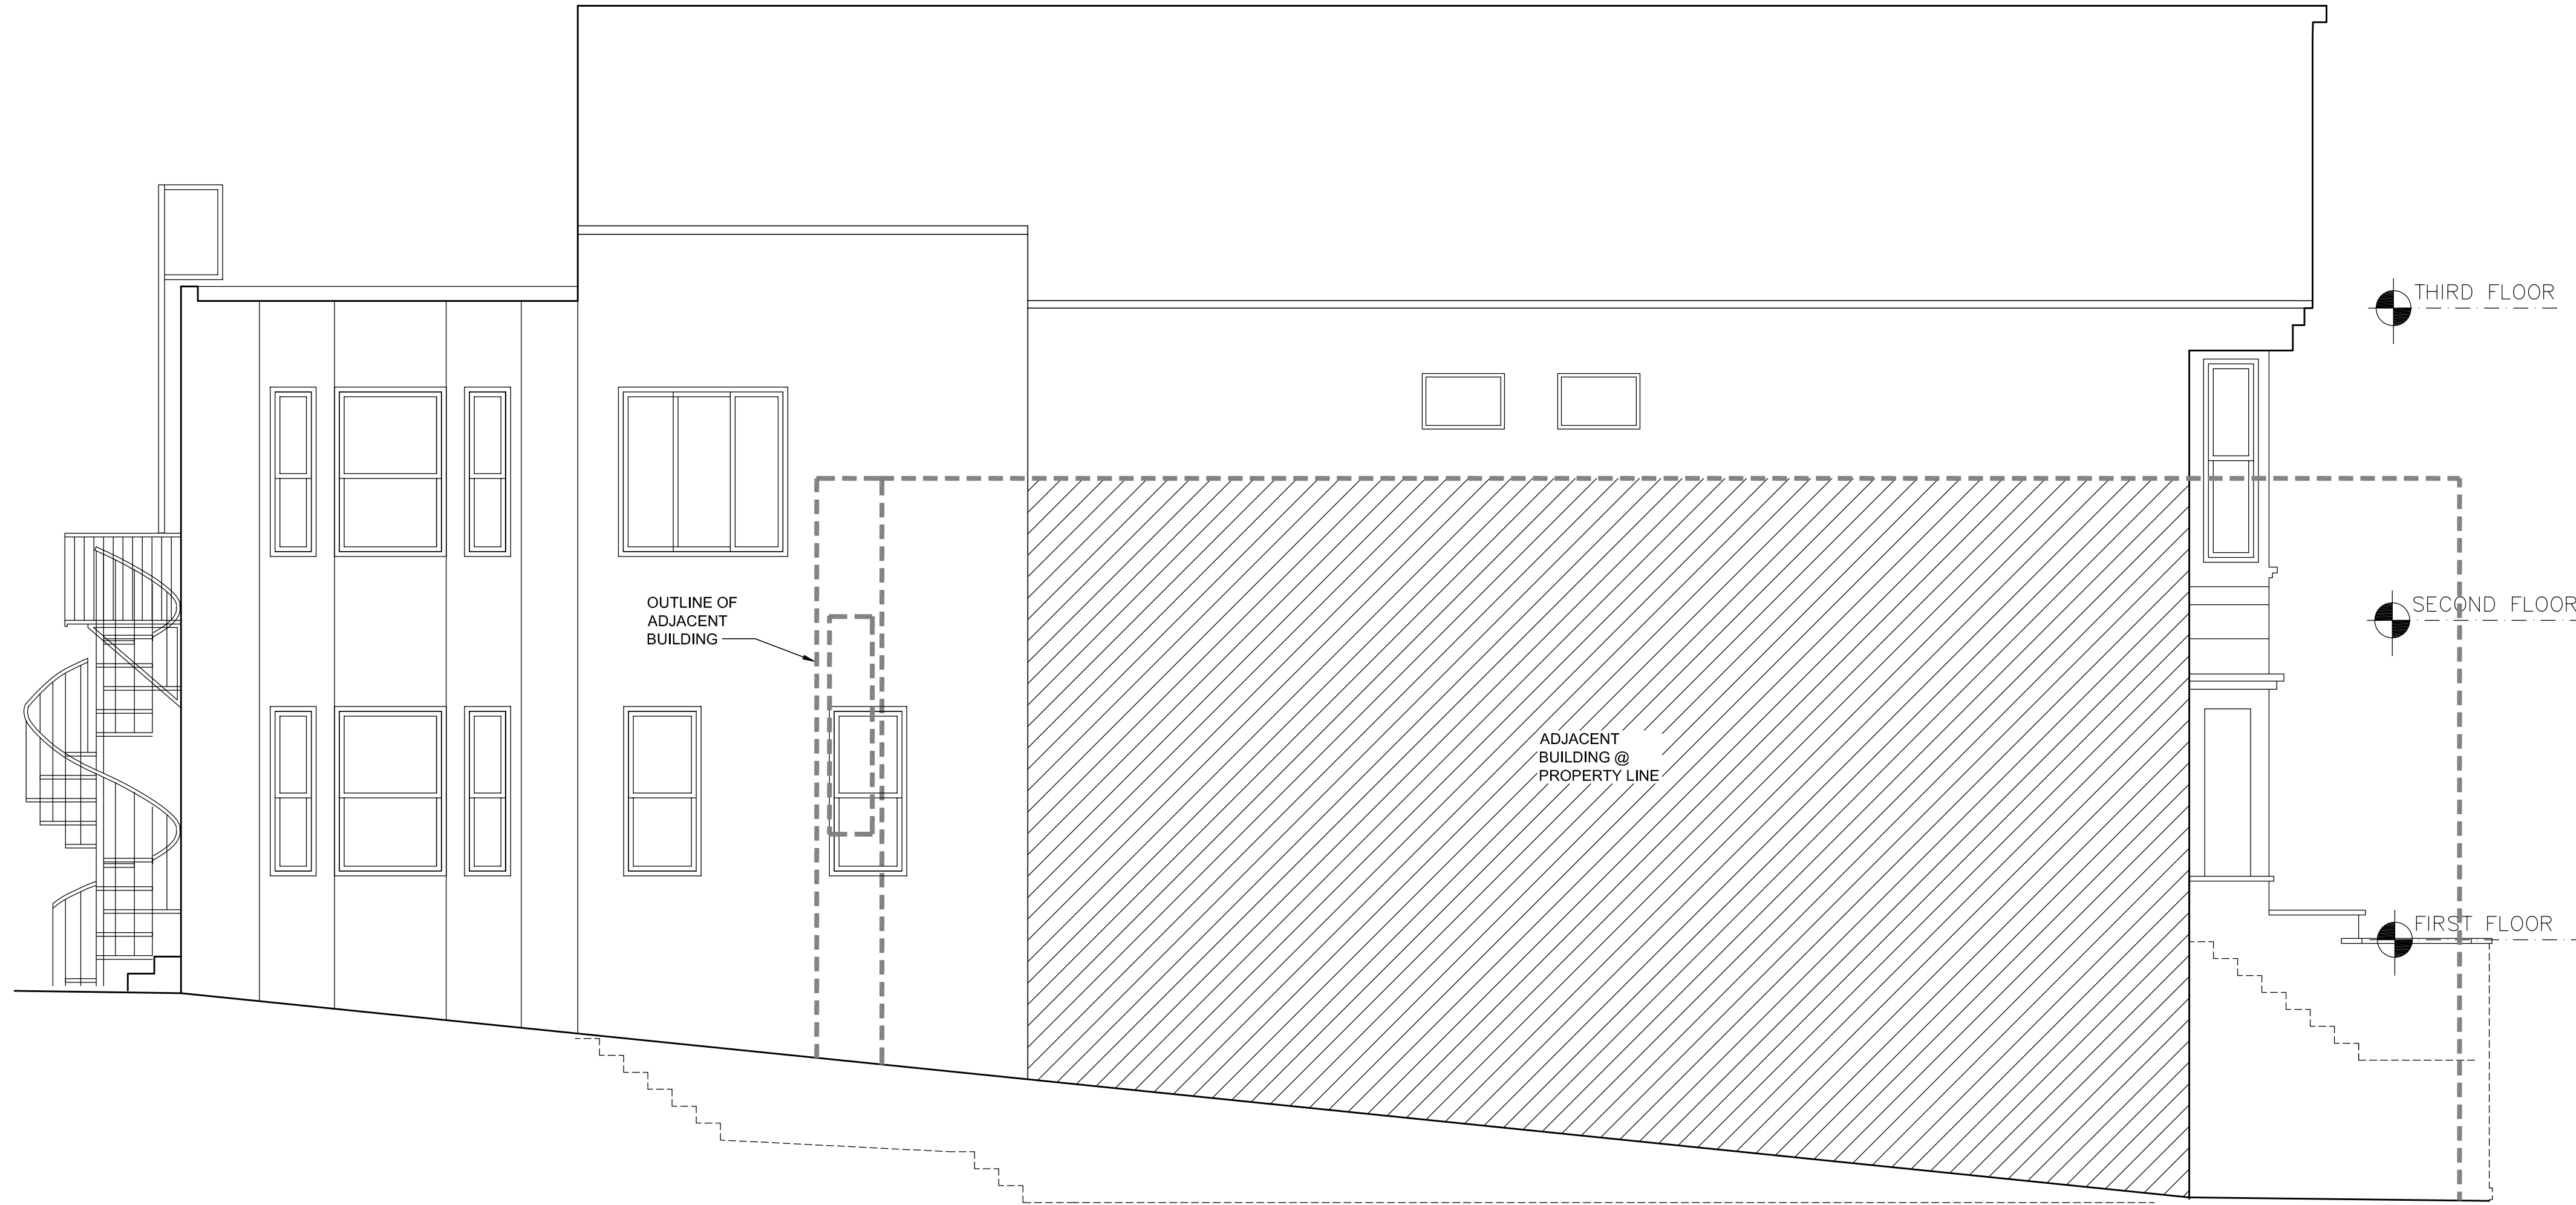 THIRD FLOOR
OUTLINE OF
ADJACENT
BUILDING
SECOND FLOOR
ADJACENT
BUILDING @
PROPERTY LINE
FIRST FLOOR